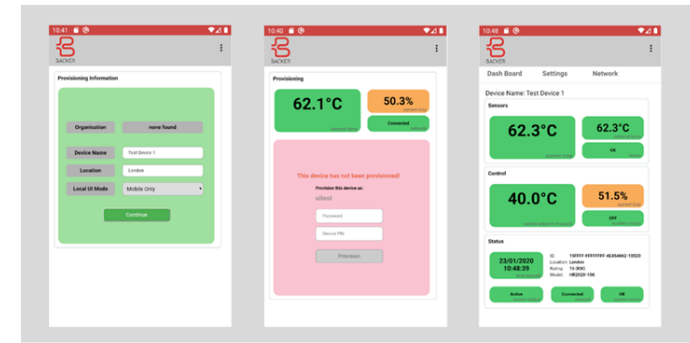 10:41
BACKER
Provisioning Information
Organisation
none found
Device Name
Test Device 1
Location
London
Local UI Mode
Mobile Only
Continue
10:40
BACKER
Provisioning
62.1°C
50.3%
Connected
This device has not been provisioned!
Provision this device as:
uitest
Password
Device PIN
Provision
10:48
BACKER
Dash Board Settings Network
Device Name: Test Device 1
Sensors
62.3°C
62.3°C
OK
Control
40.0°C
51.5%
OFF
Status
23/01/2020
10:48:39
ID:
Location: London
Rating:
Model:
Active
Connected
OK